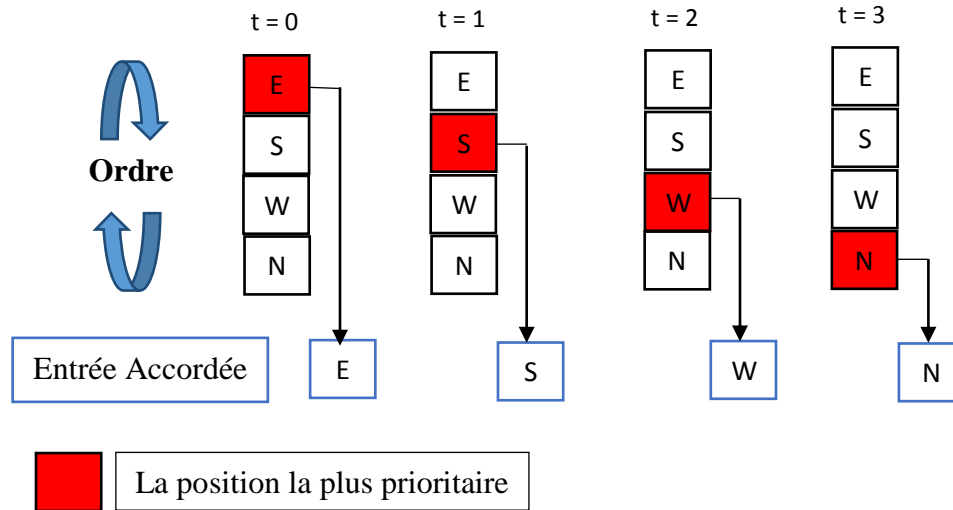 t = 0 t = 1 t = 2 t = 3
E E E E
S S S S
Ordre
W W W W
N N N N
Entrée Accordée E S W N
La position la plus prioritaire